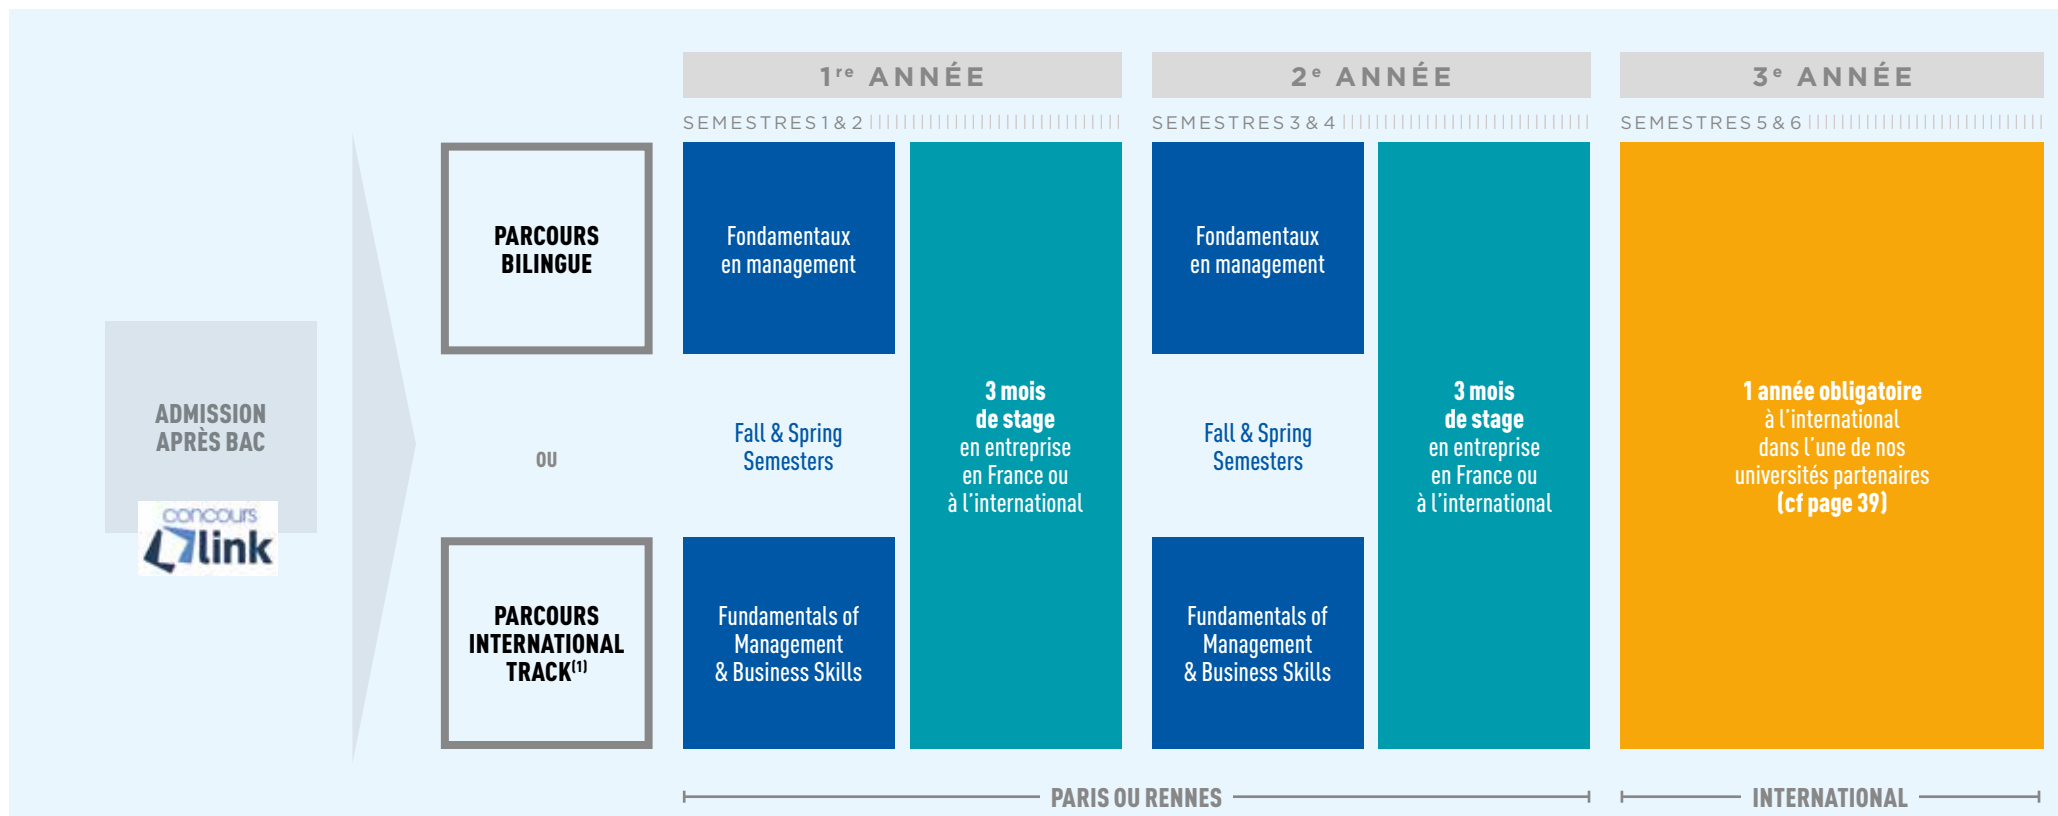 1re ANNÉE
2e ANNÉE
3e ANNÉE
SEMESTRES 1 & 2
SEMESTRES 3 & 4
SEMESTRES 5 & 6
ADMISSION
APRÈS BAC
concours
link
PARCOURS
BILINGUE
OU
PARCOURS
INTERNATIONAL
TRACK(1)
Fondamentaux
en management
Fall & Spring
Semesters
Fundamentals of
Management
& Business Skills
3 mois
de stage
en entreprise
en France ou
à l'international
Fondamentaux
en management
Fall & Spring
Semesters
Fundamentals of
Management
& Business Skills
3 mois
de stage
en entreprise
en France ou
à l'international
1 année obligatoire
à l'international
dans l'une de nos
universités partenaires
(cf page 39)
PARIS OU RENNES
INTERNATIONAL